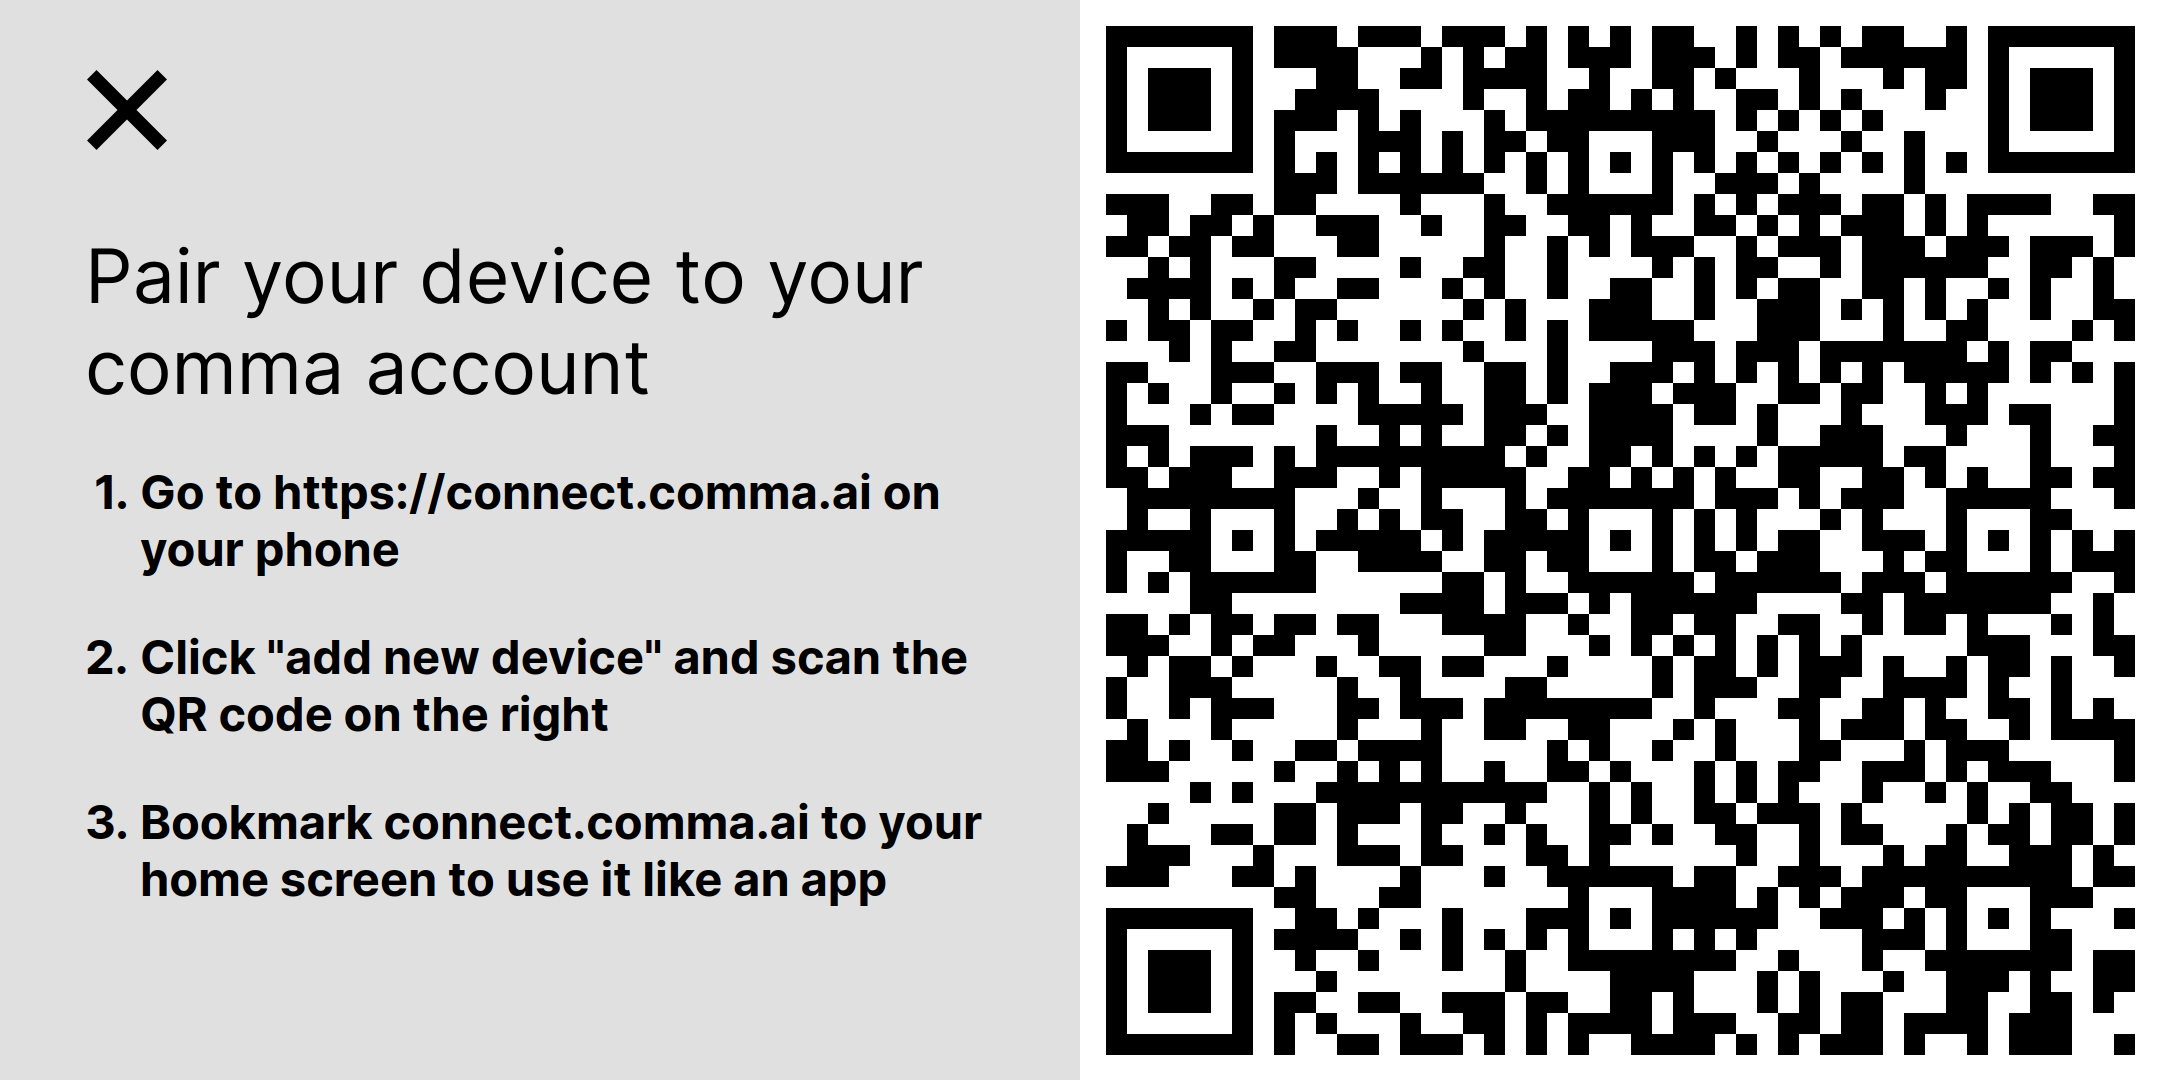 Pair your device to your
comma account
1. Go to https://connect.comma.ai on
your phone
2. Click "add new device" and scan the
QR code on the right
3. Bookmark connect.comma.ai to your
home screen to use it like an app